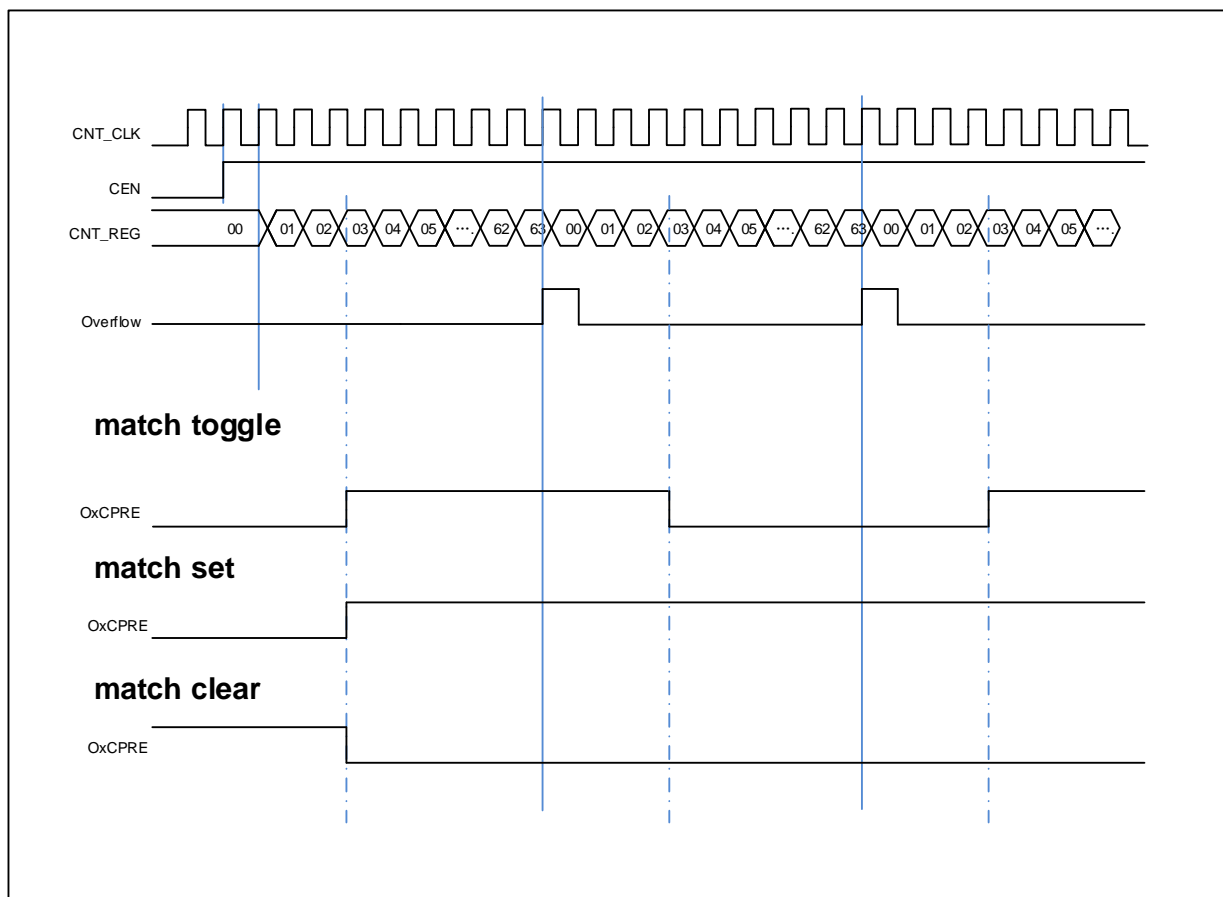 CNT_CLK
CEN
CNT_REG 00 01 02 03 04 05 …. 62 63 00 01 02 03 04 05 …. 62 63 00 01 02 03 04 05 ….
Overflow
match toggle
OxCPRE
match set
OxCPRE
match clear
OxCPRE